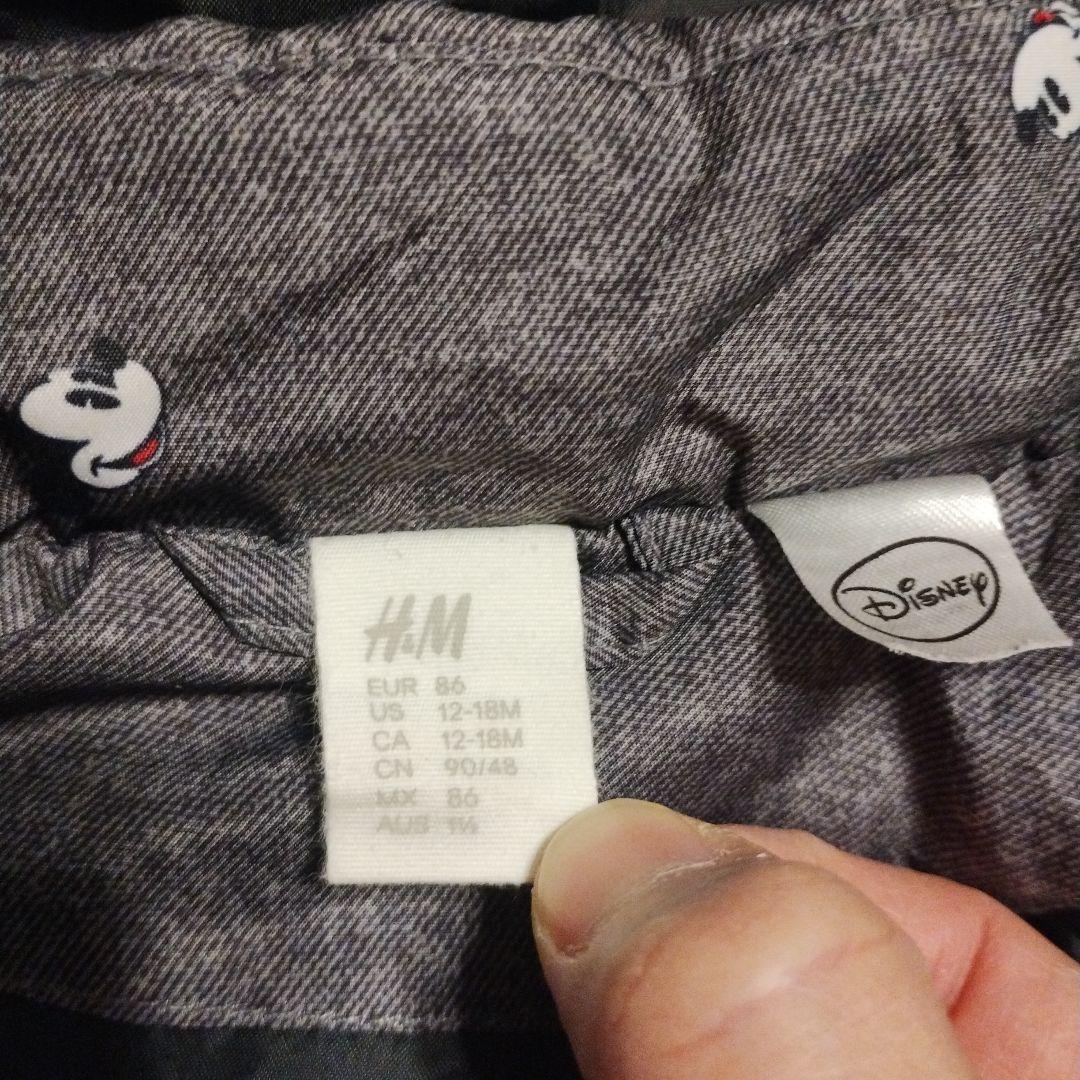 H&M
EUR 86
US 12-18M
CA 12-18M
CN 90/48
MX 86
AUS 1½
Disney